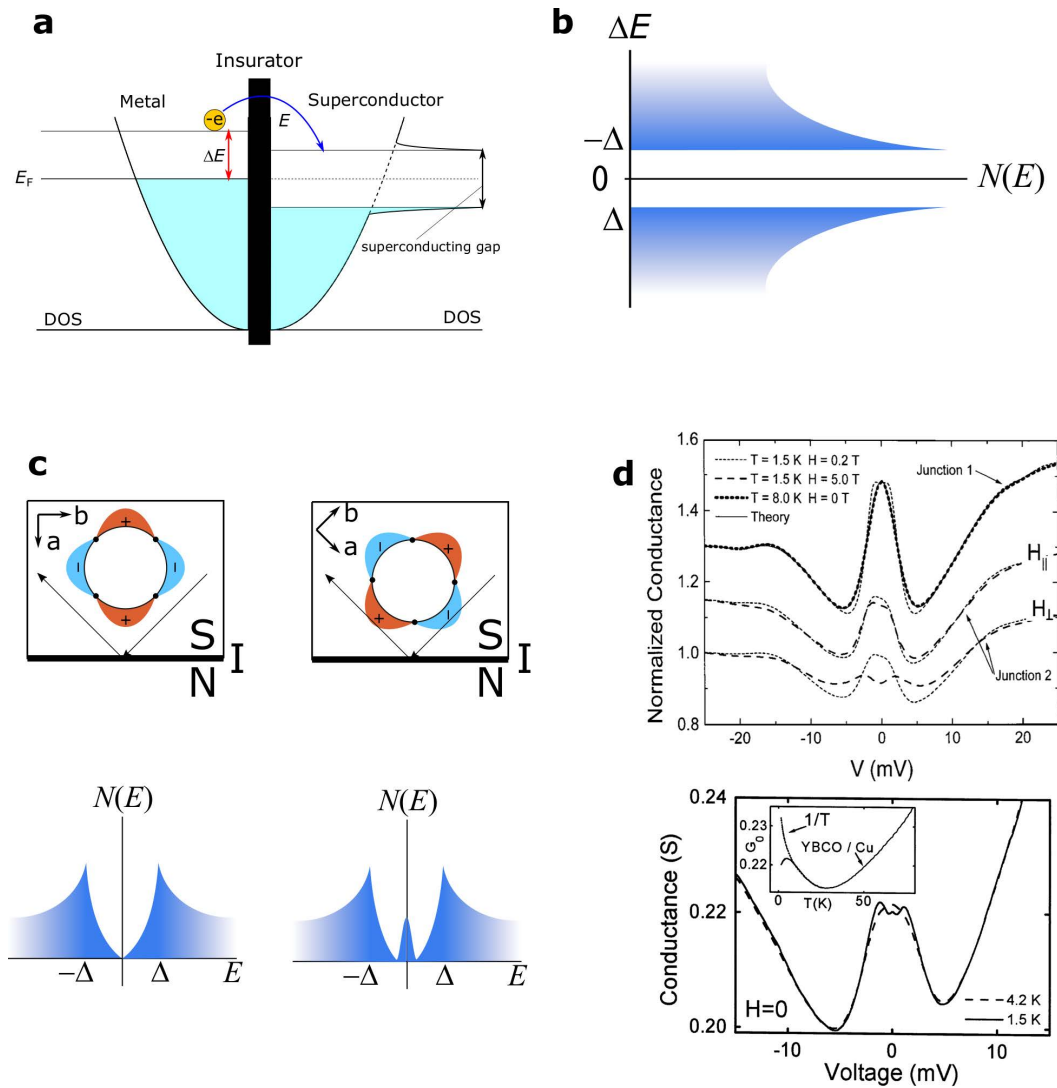 a
Insurator
Metal
Superconductor
-e
E
ΔE
E_F
superconducting gap
DOS
DOS
b
ΔE
−Δ
0
N(E)
Δ
c
b
a
+
−
−
+
S
I
N
b
a
−
+
+
−
S
I
N
N(E)
−Δ
Δ
E
N(E)
−Δ
Δ
E
d
1.6
1.4
1.2
1.0
0.8
Normalized Conductance
T = 1.5 K H = 0.2 T
T = 1.5 K H = 5.0 T
T = 8.0 K H = 0 T
Theory
Junction 1
H||
H⊥
Junction 2
-20
-10
0
10
20
V (mV)
0.24
0.22
0.20
Conductance (S)
0.23
0.22
G0
1/T
YBCO / Cu
0
50
T(K)
H=0
4.2 K
1.5 K
-10
0
10
Voltage (mV)